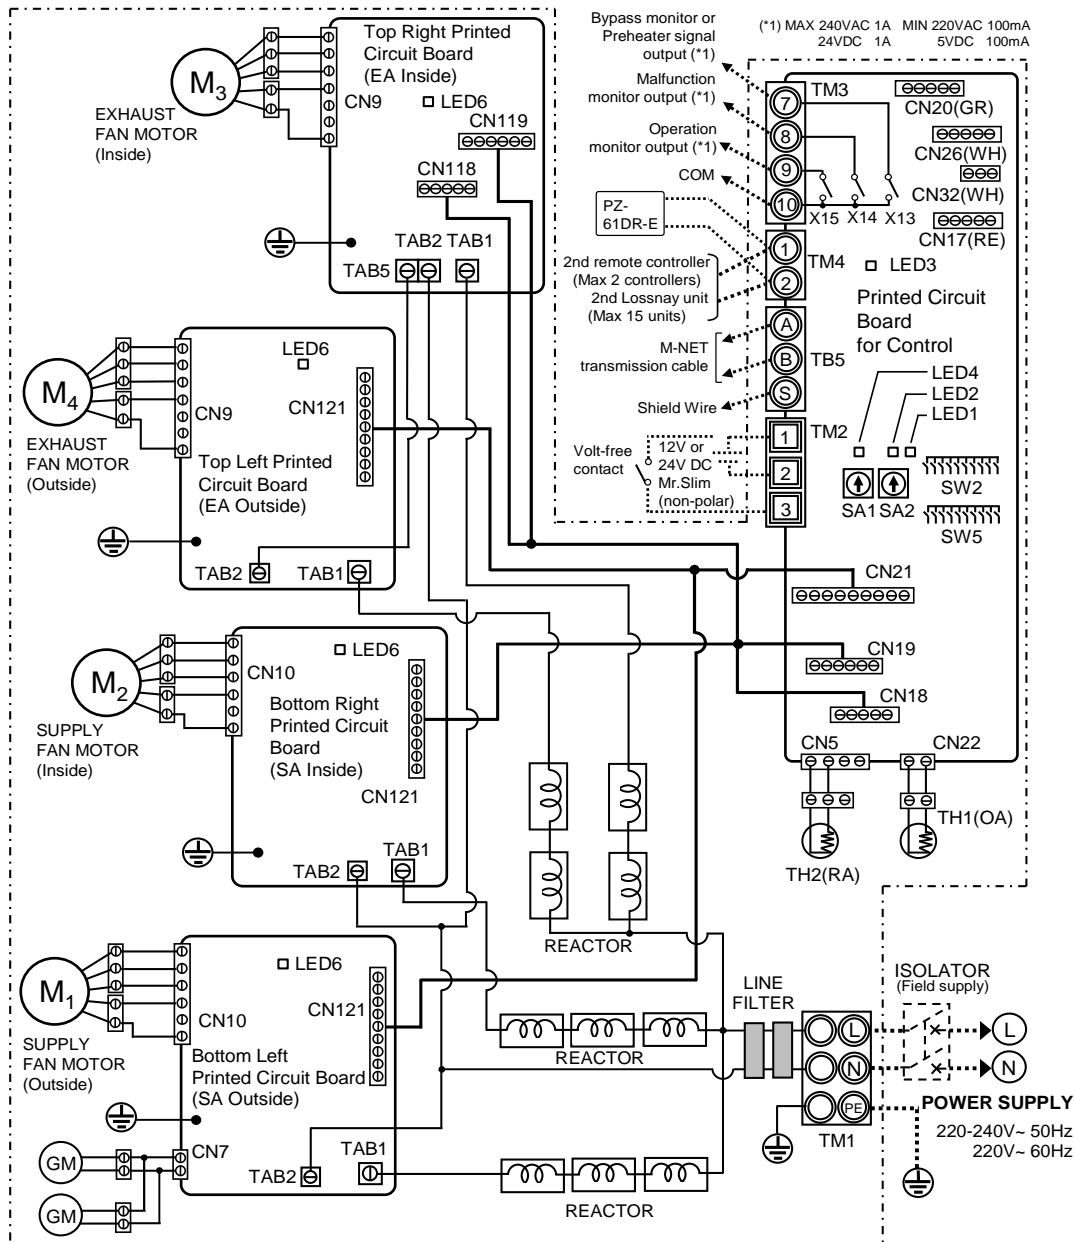 Bypass monitor or
Preheater signal
output (*1)
(*1) MAX 240VAC 1A MIN 220VAC 100mA
24VDC 1A 5VDC 100mA
Malfunction
monitor output (*1)
Operation
monitor output (*1)
COM
PZ-
61DR-E
2nd remote controller
(Max 2 controllers)
2nd Lossnay unit
(Max 15 units)
M-NET
transmission cable
Shield Wire
Volt-free
contact
12V or
24V DC
Mr.Slim
(non-polar)
7
8
9
10
TM3
X15 X14 X13
1
2
TM4
A
B
S
TB5
1
2
3
TM2
CN20(GR)
CN26(WH)
CN32(WH)
CN17(RE)
LED3
Printed Circuit
Board
for Control
LED4
LED2
LED1
SA1 SA2
SW2
SW5
CN21
CN19
CN18
CN5
CN22
TH1(OA)
TH2(RA)
M3
EXHAUST
FAN MOTOR
(Inside)
Top Right Printed
Circuit Board
(EA Inside)
CN9
LED6
CN119
CN118
TAB2 TAB1
TAB5
M4
EXHAUST
FAN MOTOR
(Outside)
LED6
CN9
CN121
Top Left Printed
Circuit Board
(EA Outside)
TAB2
TAB1
M2
SUPPLY
FAN MOTOR
(Inside)
LED6
CN10
Bottom Right
Printed Circuit
Board
(SA Inside)
CN121
TAB2
TAB1
REACTOR
M1
SUPPLY
FAN MOTOR
(Outside)
LED6
CN121
CN10
Bottom Left
Printed Circuit Board
(SA Outside)
CN7
TAB2
TAB1
GM
GM
REACTOR
REACTOR
LINE
FILTER
L
N
PE
TM1
ISOLATOR
(Field supply)
L
N
POWER SUPPLY
220-240V~ 50Hz
220V~ 60Hz